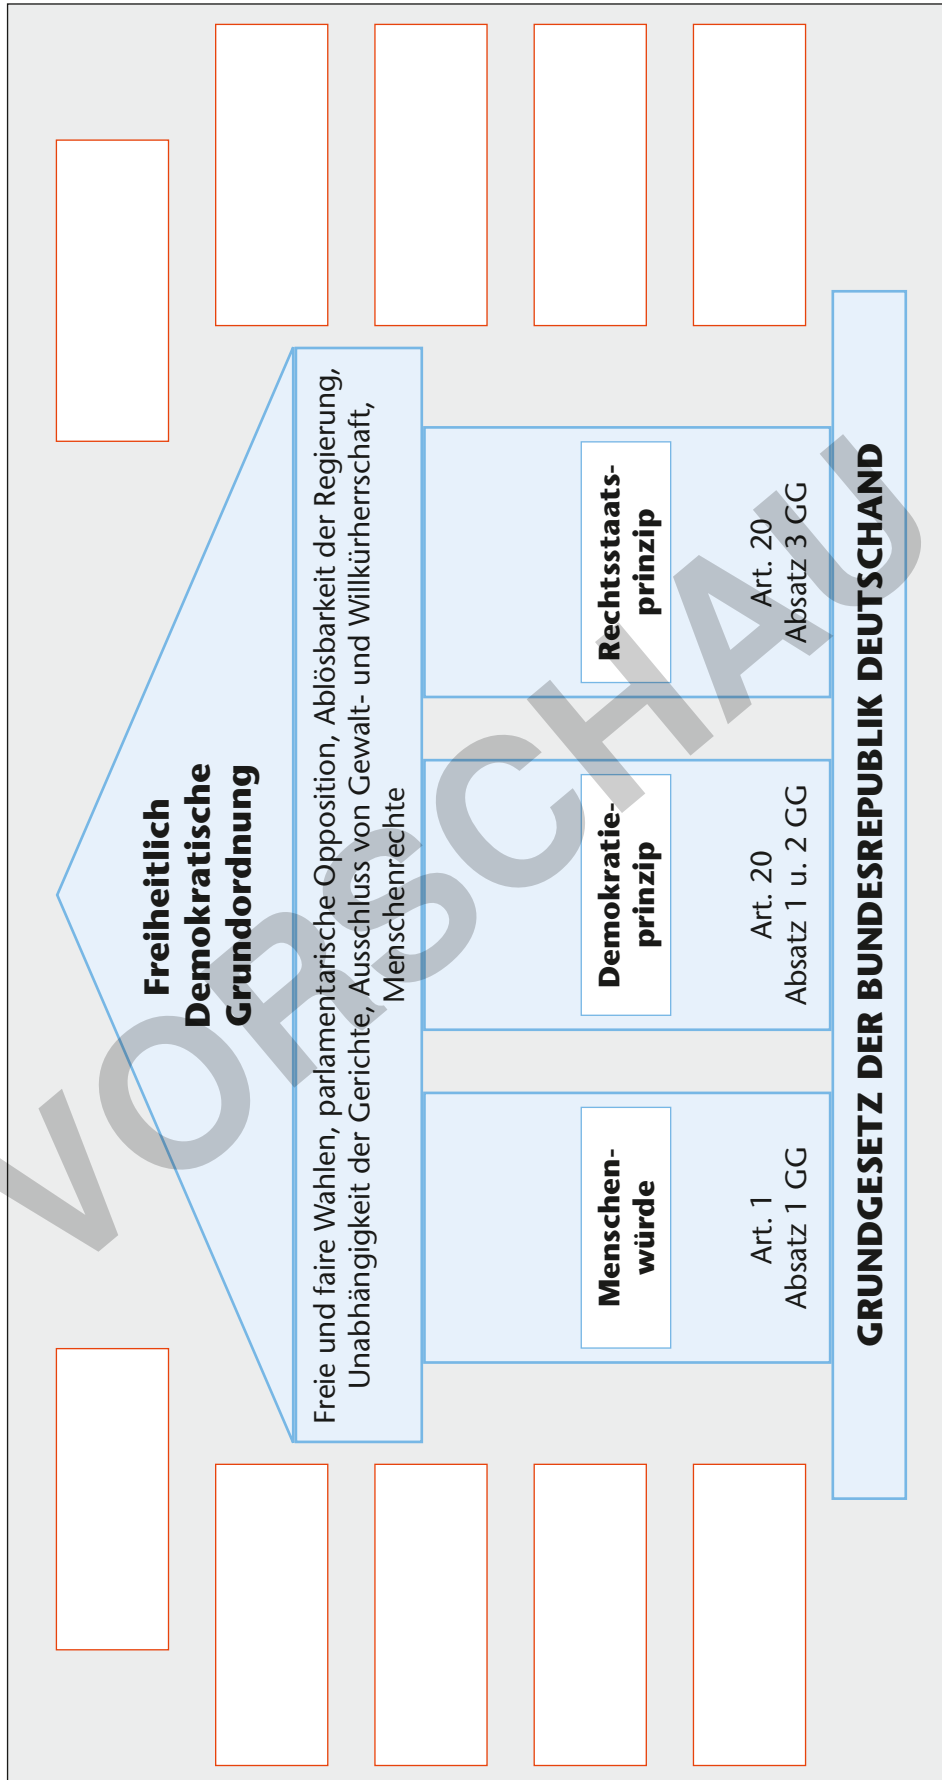 Freiheitlich
Demokratische
Grundordnung
Freie und faire Wahlen, parlamentarische Opposition, Ablösbarkeit der Regierung,
Unabhängigkeit der Gerichte, Ausschluss von Gewalt- und Willkürherrschaft,
Menschenrechte
Menschen-
würde
Art. 1
Absatz 1 GG
Demokratie-
prinzip
Art. 20
Absatz 1 u. 2 GG
Rechtsstaats-
prinzip
Art. 20
Absatz 3 GG
GRUNDGESETZ DER BUNDESREPUBLIK DEUTSCHAND
VORSCHAU